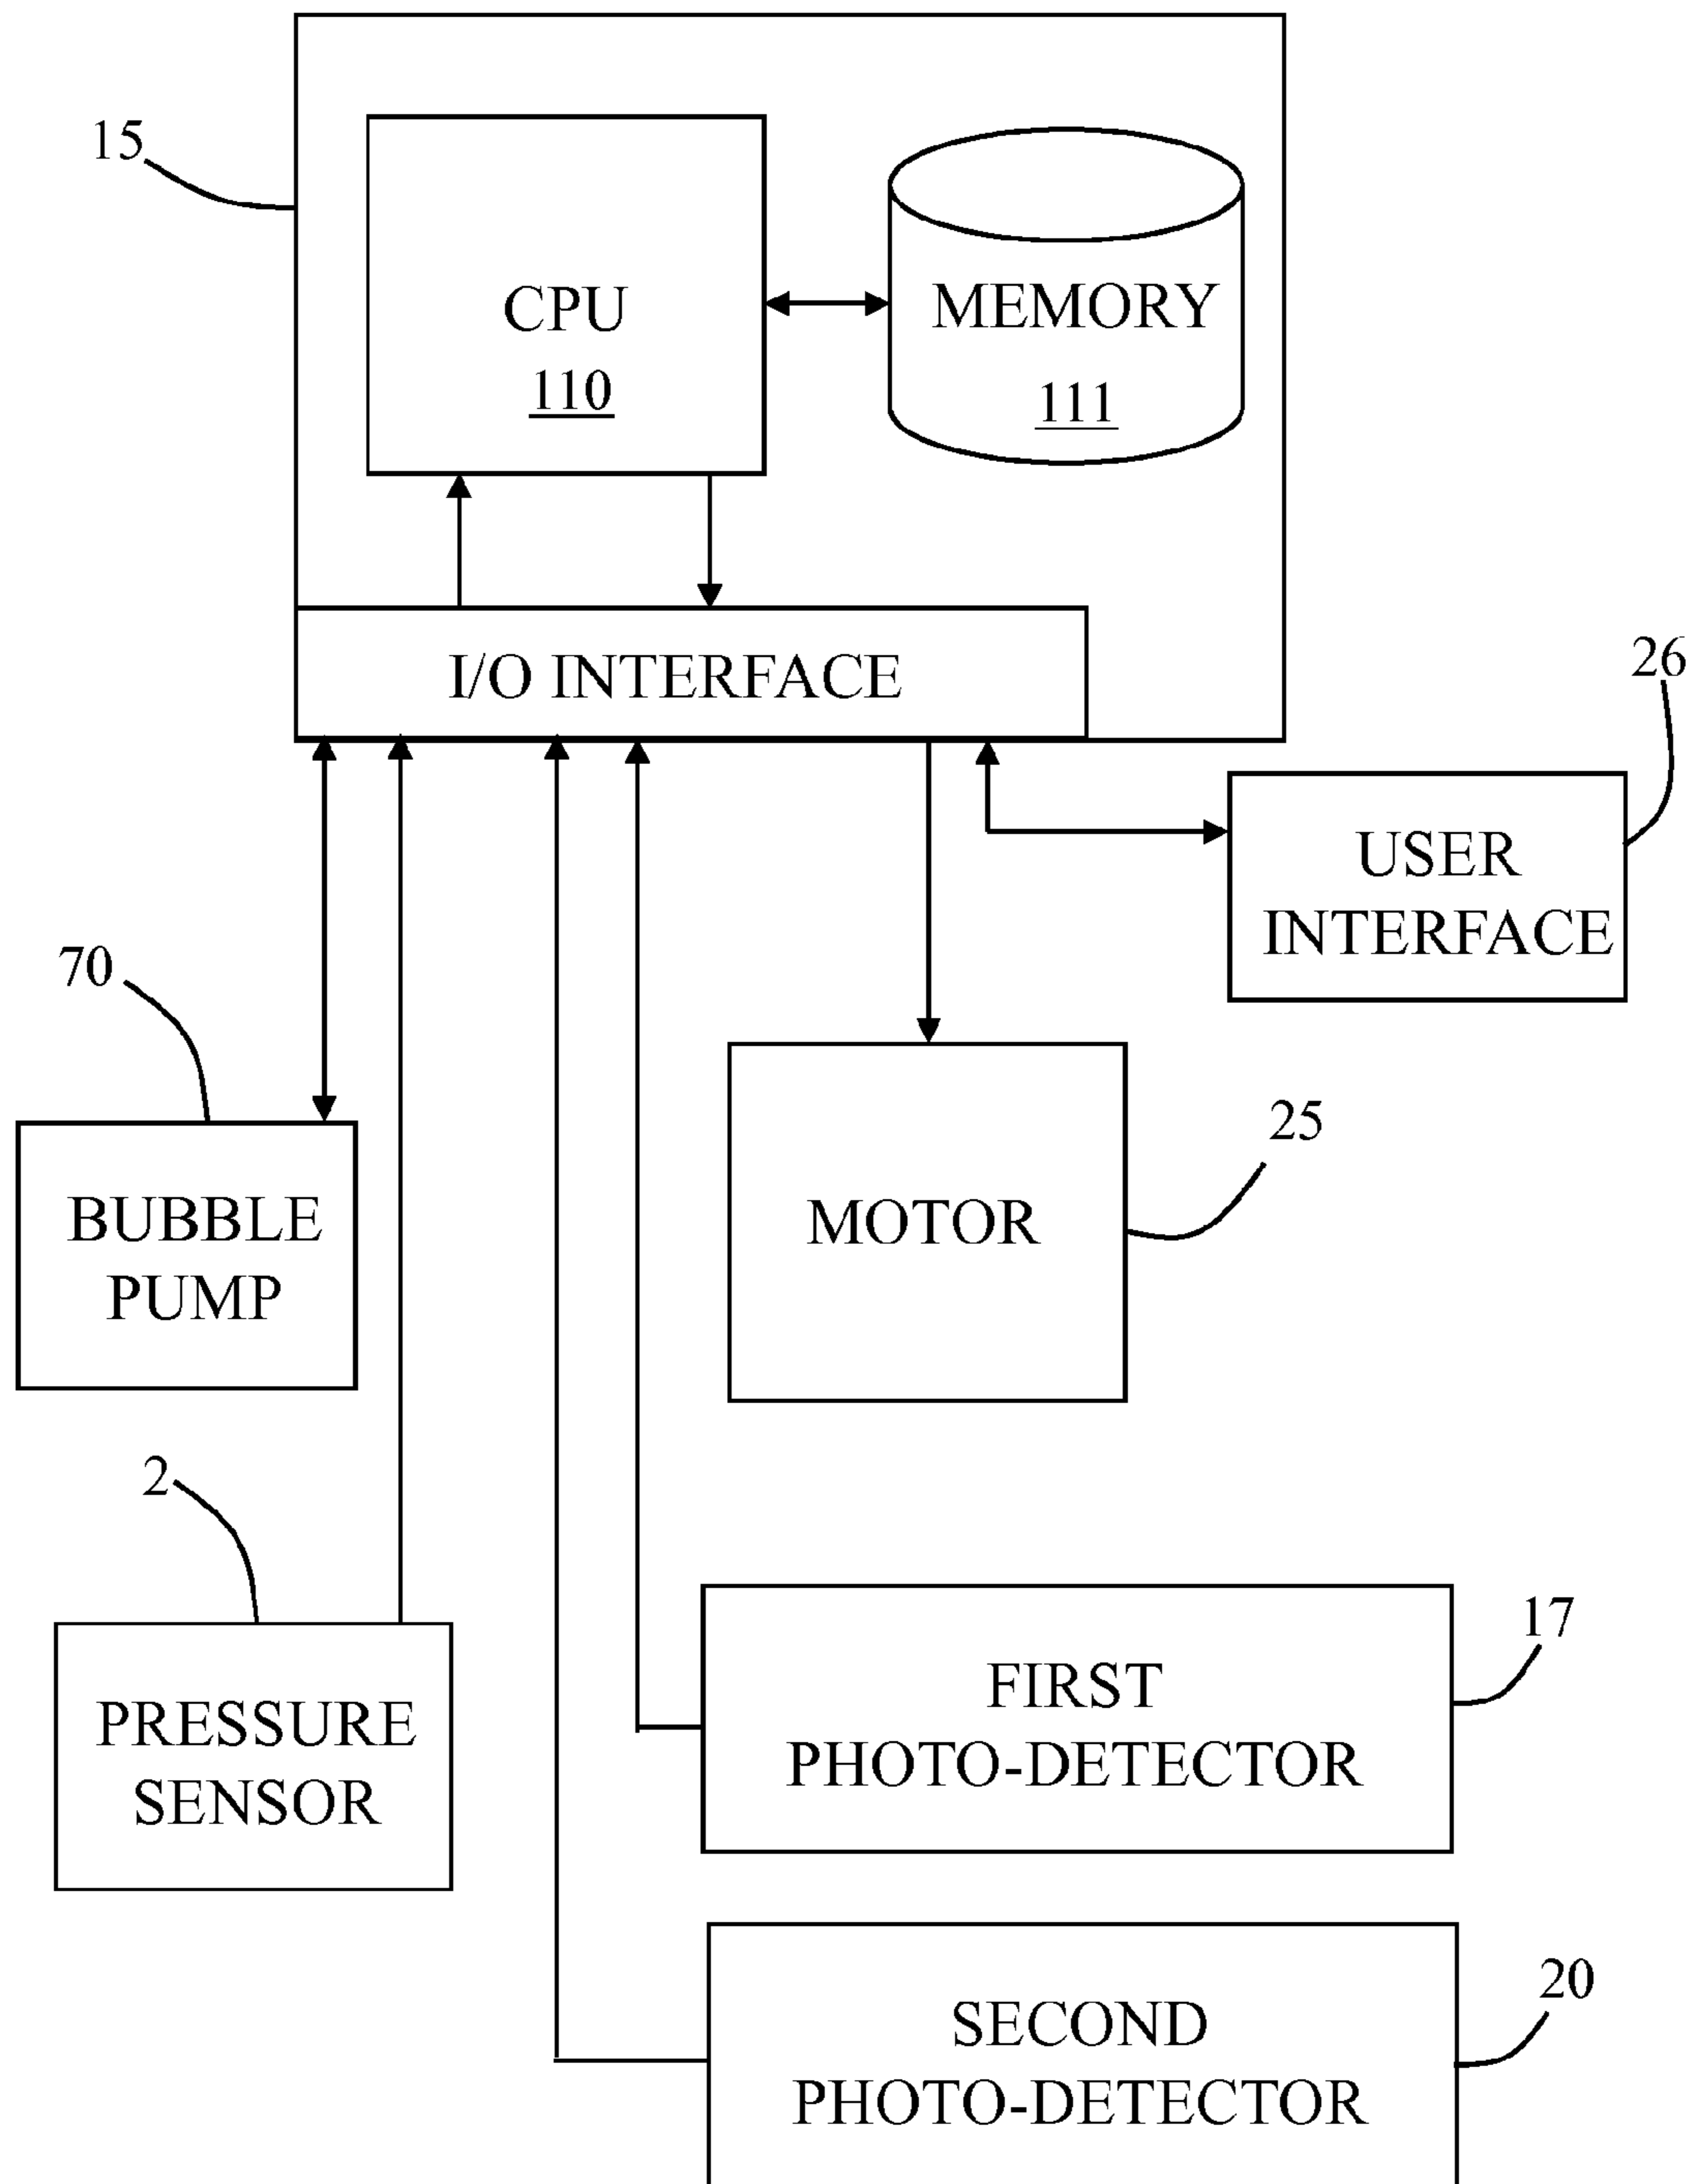 15
CPU
110
MEMORY
111
I/O INTERFACE
26
USER
INTERFACE
70
BUBBLE
PUMP
25
MOTOR
2
PRESSURE
SENSOR
17
FIRST
PHOTO-DETECTOR
20
SECOND
PHOTO-DETECTOR